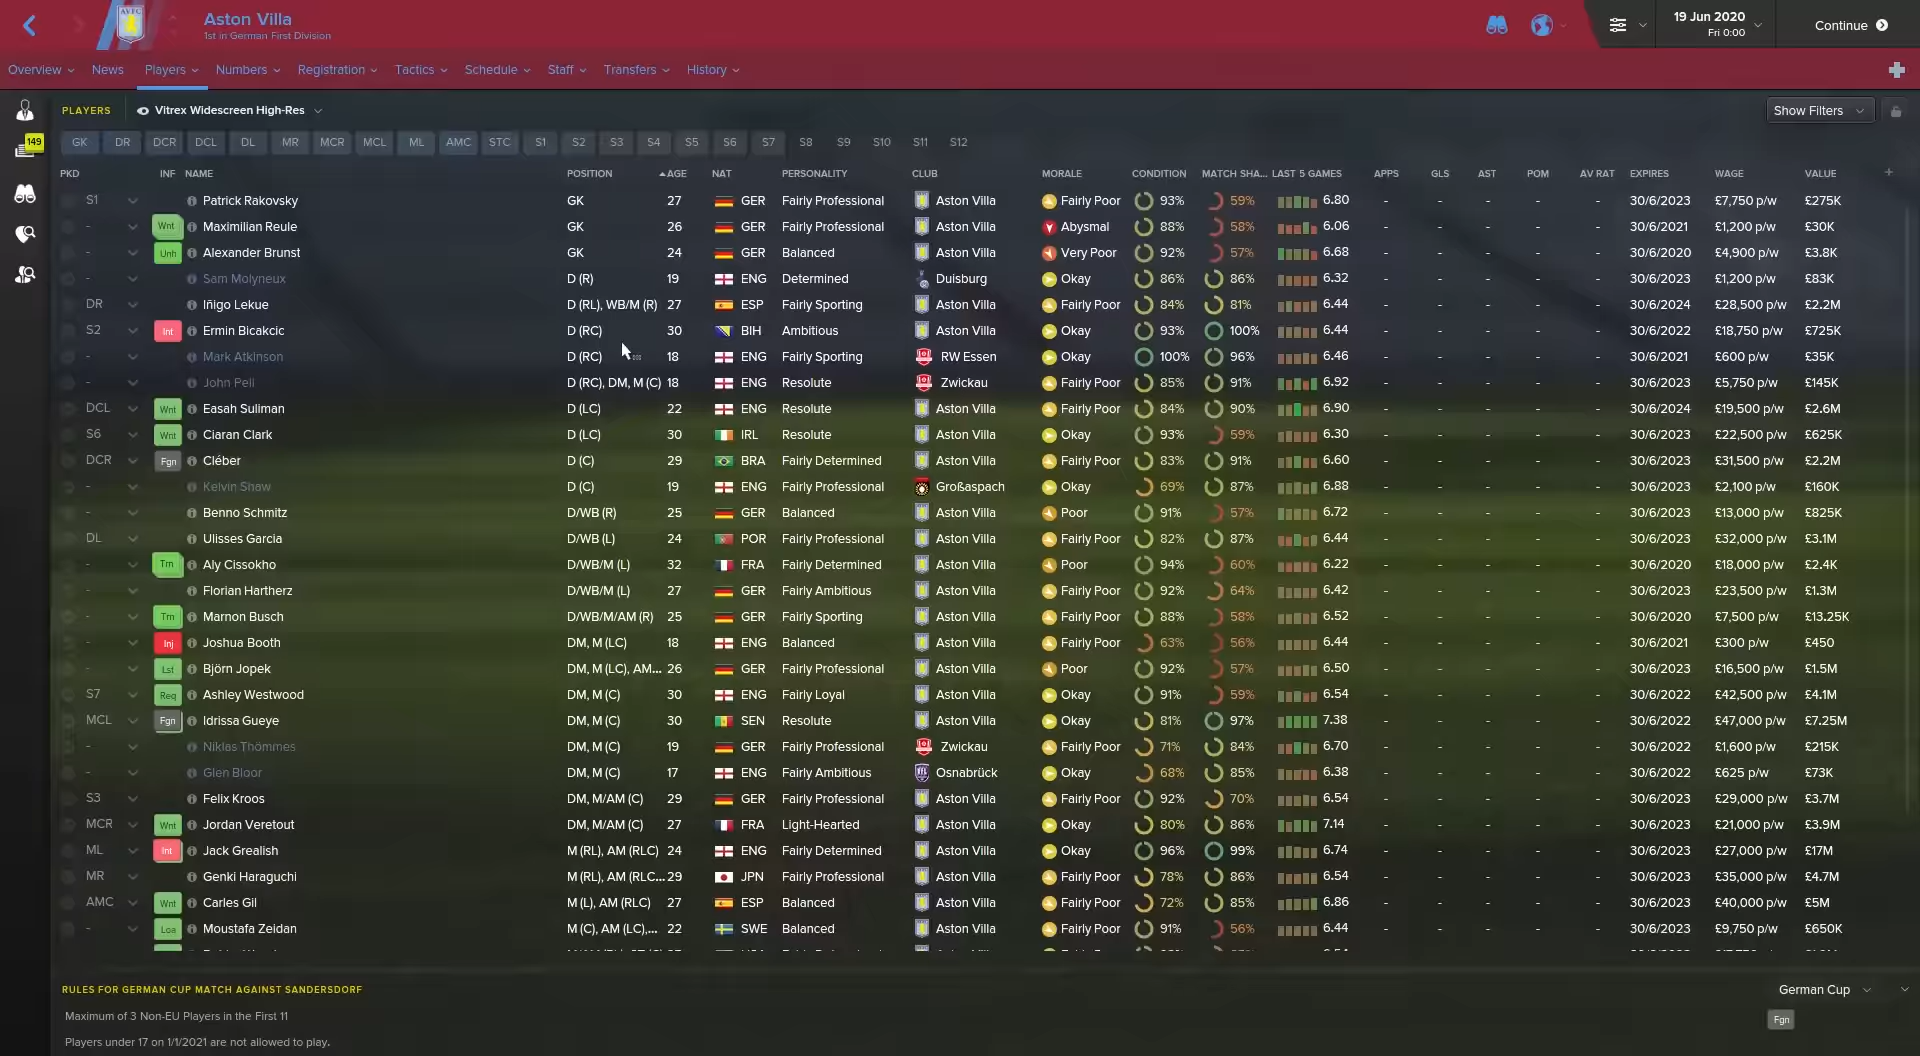 Aston Villa
1st in German First Division
19 Jun 2020
Fri 0:00
Continue
Overview News Players Numbers Registration Tactics Schedule Staff Transfers History
149
PLAYERS Vitrex Widescreen High-Res Show Filters
GK DR DCR DCL DL MR MCR MCL ML AMC STC S1 S2 S3 S4 S5 S6 S7 S8 S9 S10 S11 S12
PKD INF NAME POSITION AGE NAT PERSONALITY CLUB MORALE CONDITION MATCH SHA... LAST 5 GAMES APPS GLS AST POM AV RAT EXPIRES WAGE VALUE
S1 Patrick Rakovsky GK 27 GER Fairly Professional Aston Villa Fairly Poor 93% 59% 6.80 - - - - - 30/6/2023 £7,750 p/w £275K
- Wnt Maximilian Reule GK 26 GER Fairly Professional Aston Villa Abysmal 88% 58% 6.06 - - - - - 30/6/2021 £1,200 p/w £30K
- Unh Alexander Brunst GK 24 GER Balanced Aston Villa Very Poor 92% 57% 6.68 - - - - - 30/6/2020 £4,900 p/w £3.8K
- Sam Molyneux D (R) 19 ENG Determined Duisburg Okay 86% 86% 6.32 - - - - - 30/6/2023 £1,200 p/w £83K
DR Iñigo Lekue D (RL), WB/M (R) 27 ESP Fairly Sporting Aston Villa Fairly Poor 84% 81% 6.44 - - - - - 30/6/2024 £28,500 p/w £2.2M
S2 Int Ermin Bicakcic D (RC) 30 BIH Ambitious Aston Villa Okay 93% 100% 6.44 - - - - - 30/6/2022 £18,750 p/w £725K
- Mark Atkinson D (RC) 18 ENG Fairly Sporting RW Essen Okay 100% 96% 6.46 - - - - - 30/6/2021 £600 p/w £35K
- John Pell D (RC), DM, M (C) 18 ENG Resolute Zwickau Fairly Poor 85% 91% 6.92 - - - - - 30/6/2023 £5,750 p/w £145K
DCL Wnt Easah Suliman D (LC) 22 ENG Resolute Aston Villa Fairly Poor 84% 90% 6.90 - - - - - 30/6/2024 £19,500 p/w £2.6M
S6 Wnt Ciaran Clark D (LC) 30 IRL Resolute Aston Villa Okay 93% 59% 6.30 - - - - - 30/6/2023 £22,500 p/w £625K
DCR Fgn Cléber D (C) 29 BRA Fairly Determined Aston Villa Fairly Poor 83% 91% 6.60 - - - - - 30/6/2023 £31,500 p/w £2.2M
- Kelvin Shaw D (C) 19 ENG Fairly Professional Großaspach Okay 69% 87% 6.88 - - - - - 30/6/2023 £2,100 p/w £160K
- Benno Schmitz D/WB (R) 25 GER Balanced Aston Villa Poor 91% 57% 6.72 - - - - - 30/6/2023 £13,000 p/w £825K
DL Ulisses Garcia D/WB (L) 24 POR Fairly Professional Aston Villa Fairly Poor 82% 87% 6.44 - - - - - 30/6/2023 £32,000 p/w £3.1M
- Trn Aly Cissokho D/WB/M (L) 32 FRA Fairly Determined Aston Villa Poor 94% 60% 6.22 - - - - - 30/6/2020 £18,000 p/w £2.4K
- Florian Hartherz D/WB/M (L) 27 GER Fairly Ambitious Aston Villa Fairly Poor 92% 64% 6.42 - - - - - 30/6/2023 £23,500 p/w £1.3M
- Trn Marnon Busch D/WB/M/AM (R) 25 GER Fairly Sporting Aston Villa Fairly Poor 88% 58% 6.52 - - - - - 30/6/2020 £7,500 p/w £13.25K
- Inj Joshua Booth DM, M (LC) 18 ENG Balanced Aston Villa Fairly Poor 63% 56% 6.44 - - - - - 30/6/2021 £300 p/w £450
- Lst Björn Jopek DM, M (LC), AM... 26 GER Fairly Professional Aston Villa Poor 92% 57% 6.50 - - - - - 30/6/2023 £16,500 p/w £1.5M
S7 Req Ashley Westwood DM, M (C) 30 ENG Fairly Loyal Aston Villa Okay 91% 59% 6.54 - - - - - 30/6/2022 £42,500 p/w £4.1M
MCL Fgn Idrissa Gueye DM, M (C) 30 SEN Resolute Aston Villa Okay 81% 97% 7.38 - - - - - 30/6/2022 £47,000 p/w £7.25M
- Niklas Thömmes DM, M (C) 19 GER Fairly Professional Zwickau Fairly Poor 71% 84% 6.70 - - - - - 30/6/2022 £1,600 p/w £215K
- Glen Bloor DM, M (C) 17 ENG Fairly Ambitious Osnabrück Okay 68% 85% 6.38 - - - - - 30/6/2022 £625 p/w £73K
S3 Felix Kroos DM, M/AM (C) 29 GER Fairly Professional Aston Villa Fairly Poor 92% 70% 6.54 - - - - - 30/6/2023 £29,000 p/w £3.7M
MCR Wnt Jordan Veretout DM, M/AM (C) 27 FRA Light-Hearted Aston Villa Okay 80% 86% 7.14 - - - - - 30/6/2023 £21,000 p/w £3.9M
ML Int Jack Grealish M (RL), AM (RLC) 24 ENG Fairly Determined Aston Villa Okay 96% 99% 6.74 - - - - - 30/6/2023 £27,000 p/w £17M
MR Genki Haraguchi M (RL), AM (RLC... 29 JPN Fairly Professional Aston Villa Fairly Poor 78% 86% 6.54 - - - - - 30/6/2023 £35,000 p/w £4.7M
AMC Wnt Carles Gil M (L), AM (RLC) 27 ESP Balanced Aston Villa Fairly Poor 72% 85% 6.86 - - - - - 30/6/2023 £40,000 p/w £5M
- Loa Moustafa Zeidan M (C), AM (LC),... 22 SWE Balanced Aston Villa Fairly Poor 91% 56% 6.44 - - - - - 30/6/2023 £9,750 p/w £650K
RULES FOR GERMAN CUP MATCH AGAINST SANDERSDORF German Cup
Maximum of 3 Non-EU Players in the First 11 Fgn
Players under 17 on 1/1/2021 are not allowed to play.